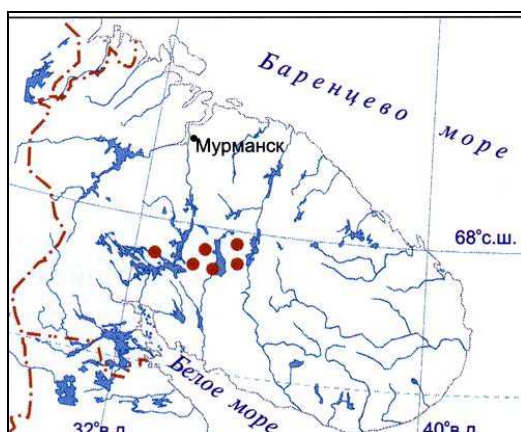 Баренцево
море
Мурманск
68°с.ш.
Белое море
32°в.д.
40°в.д.